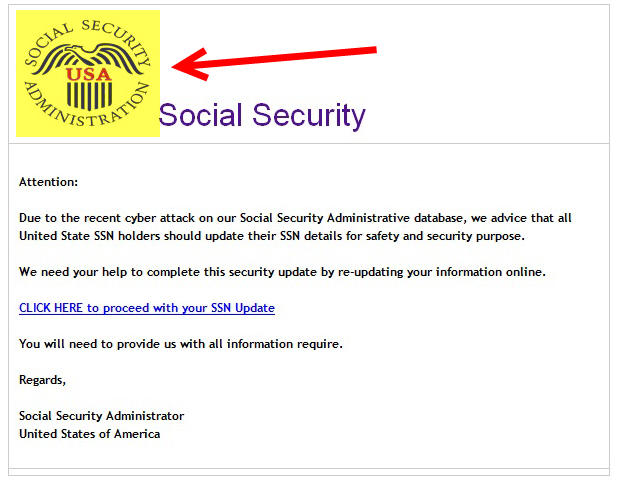 SOCIAL SECURITY
USA
ADMINISTRATION
Social Security
Attention:
Due to the recent cyber attack on our Social Security Administrative database, we advice that all
United State SSN holders should update their SSN details for safety and security purpose.
We need your help to complete this security update by re-updating your information online.
CLICK HERE to proceed with your SSN Update
You will need to provide us with all information require.
Regards,
Social Security Administrator
United States of America